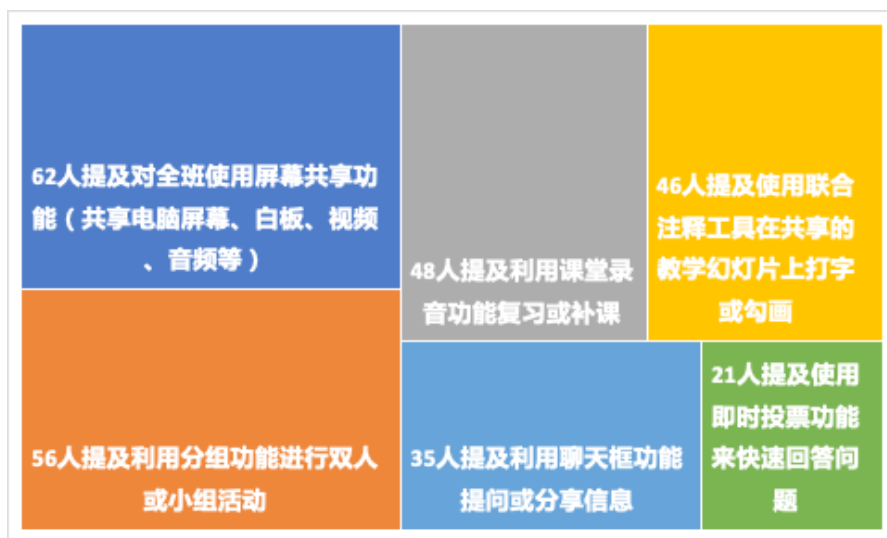 62人提及对全班使用屏幕共享功
能（共享电脑屏幕、白板、视频
、音频等）
56人提及利用分组功能进行双人
或小组活动
48人提及利用课堂录
音功能复习或补课
46人提及使用联合
注释工具在共享的
教学幻灯片上打字
或勾画
35人提及利用聊天框功能
提问或分享信息
21人提及使用
即时投票功能
来快速回答问
题